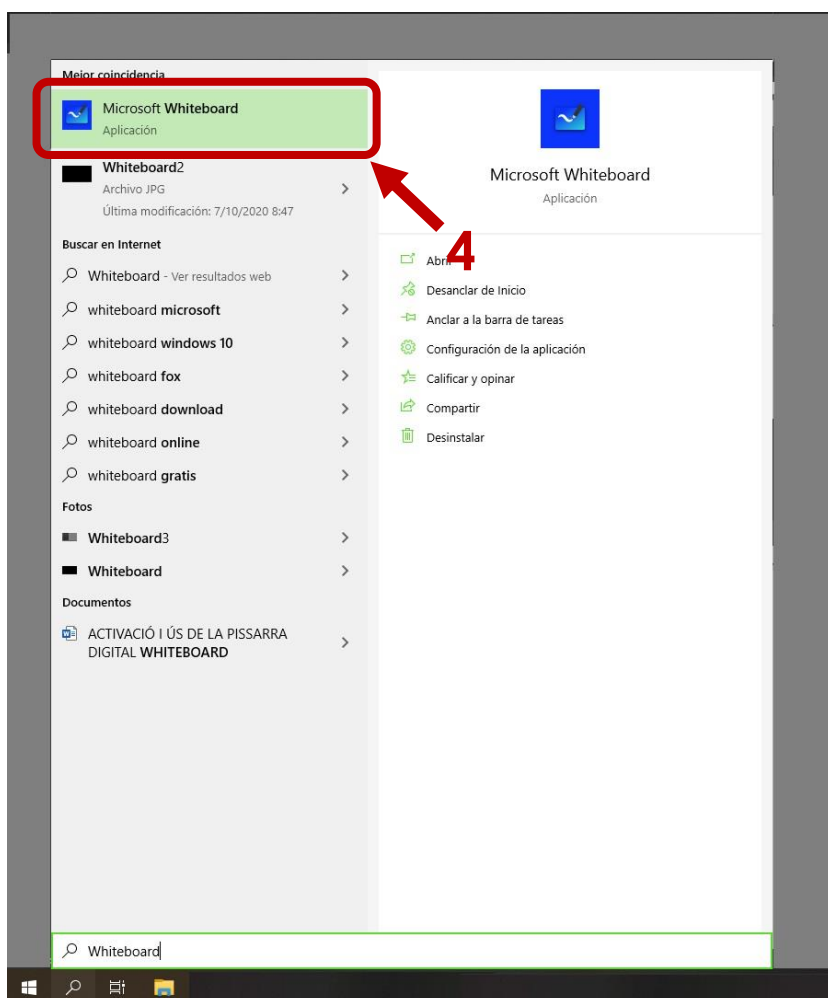 Mejor coincidencia
Microsoft Whiteboard
Aplicación
Whiteboard2
Archivo JPG
Última modificación: 7/10/2020 8:47
Buscar en Internet
Whiteboard - Ver resultados web
whiteboard microsoft
whiteboard windows 10
whiteboard fox
whiteboard download
whiteboard online
whiteboard gratis
Fotos
Whiteboard3
Whiteboard
Documentos
ACTIVACIÓ I ÚS DE LA PISSARRA
DIGITAL WHITEBOARD
Microsoft Whiteboard
Aplicación
4
Abrir
Desanclar de Inicio
Anclar a la barra de tareas
Configuración de la aplicación
Calificar y opinar
Compartir
Desinstalar
Whiteboard